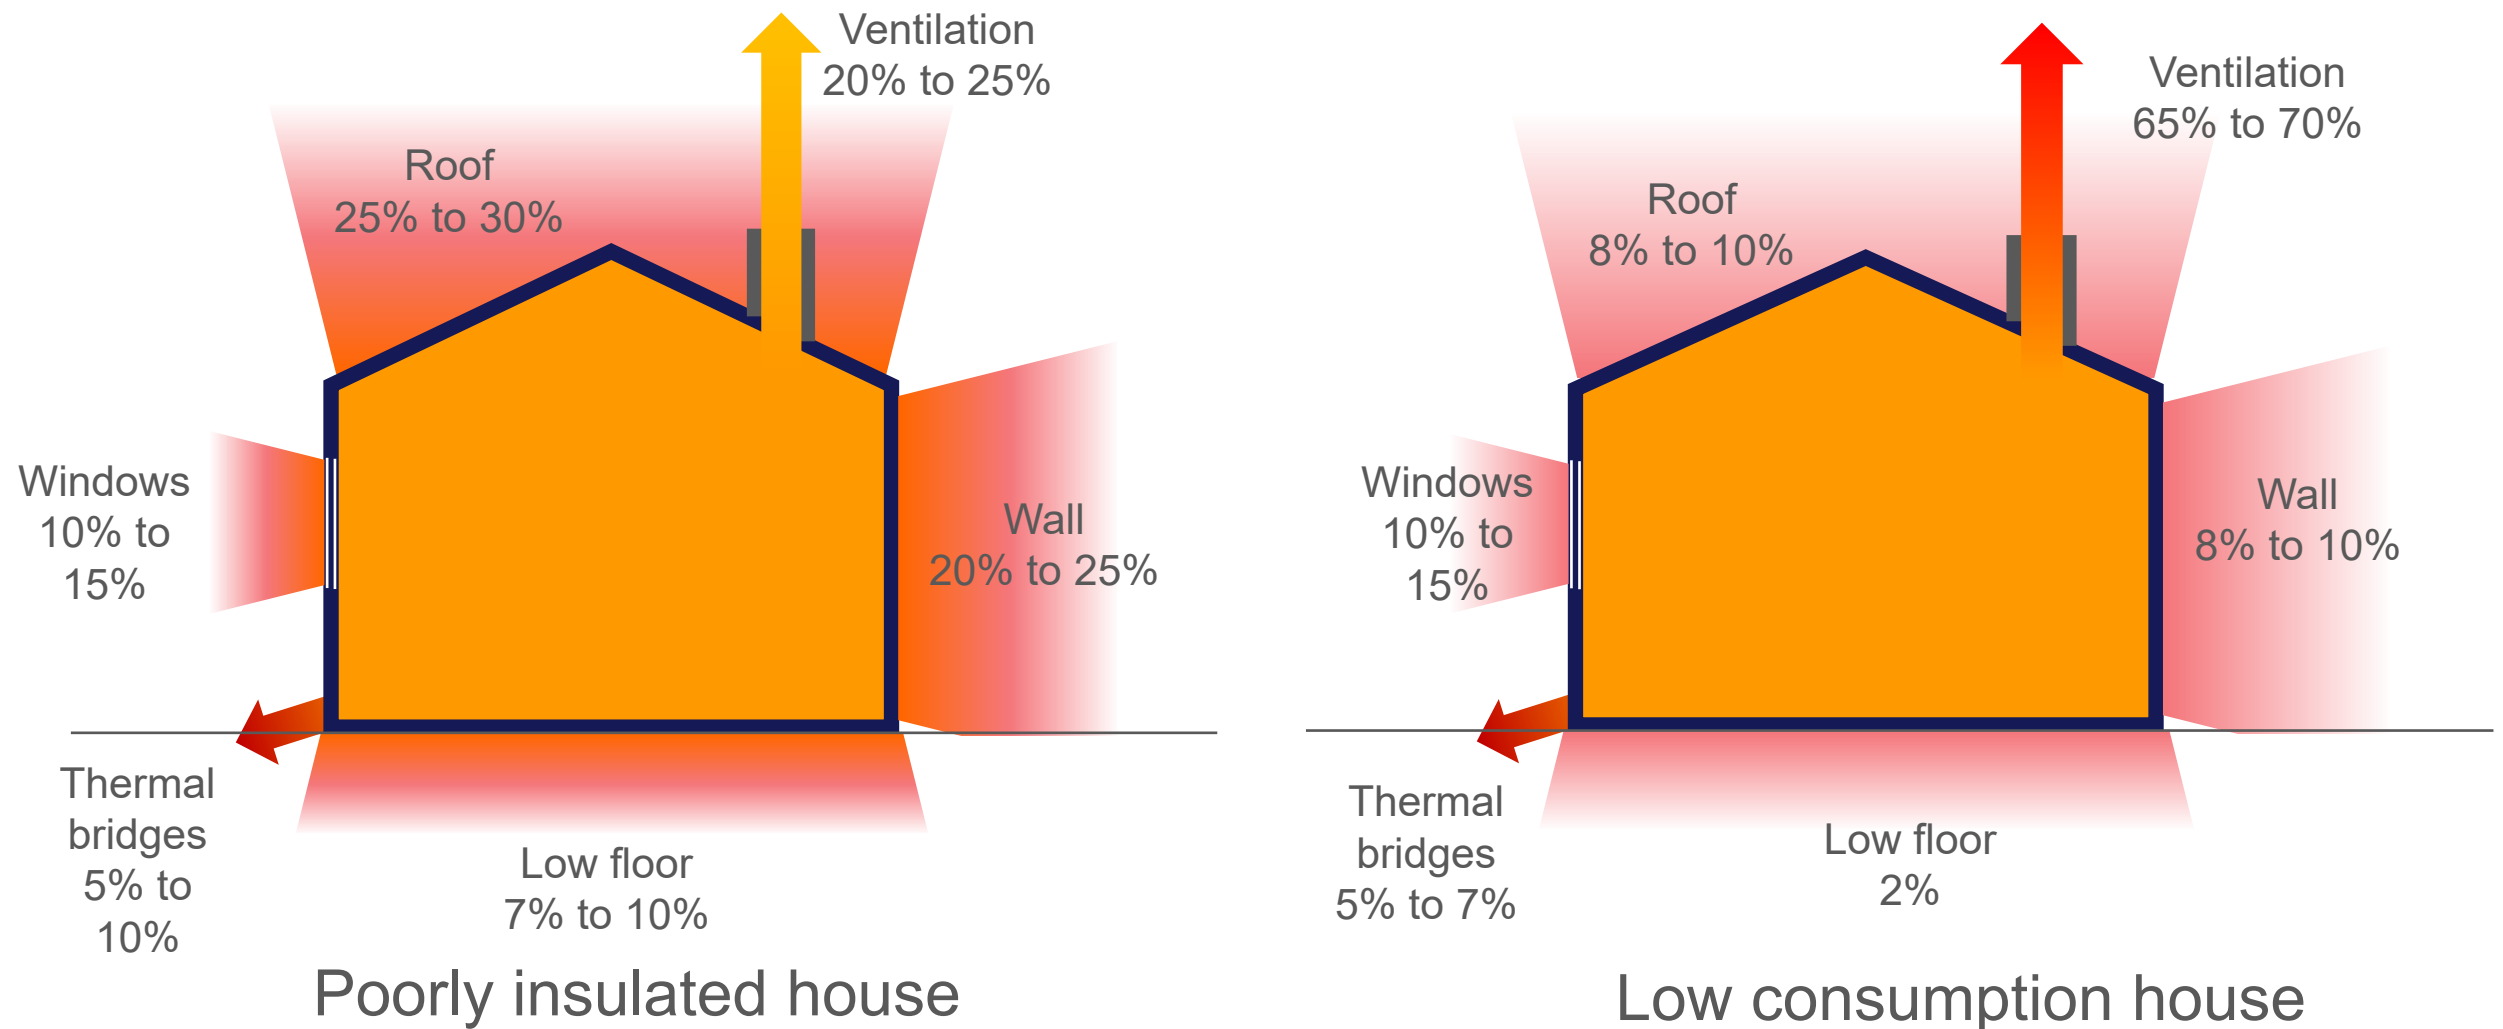 Ventilation
20% to 25%
Roof
25% to 30%
Windows
10% to
15%
Wall
20% to 25%
Thermal
bridges
5% to
10%
Low floor
7% to 10%
Poorly insulated house
Ventilation
65% to 70%
Roof
8% to 10%
Windows
10% to
15%
Wall
8% to 10%
Thermal
bridges
5% to 7%
Low floor
2%
Low consumption house